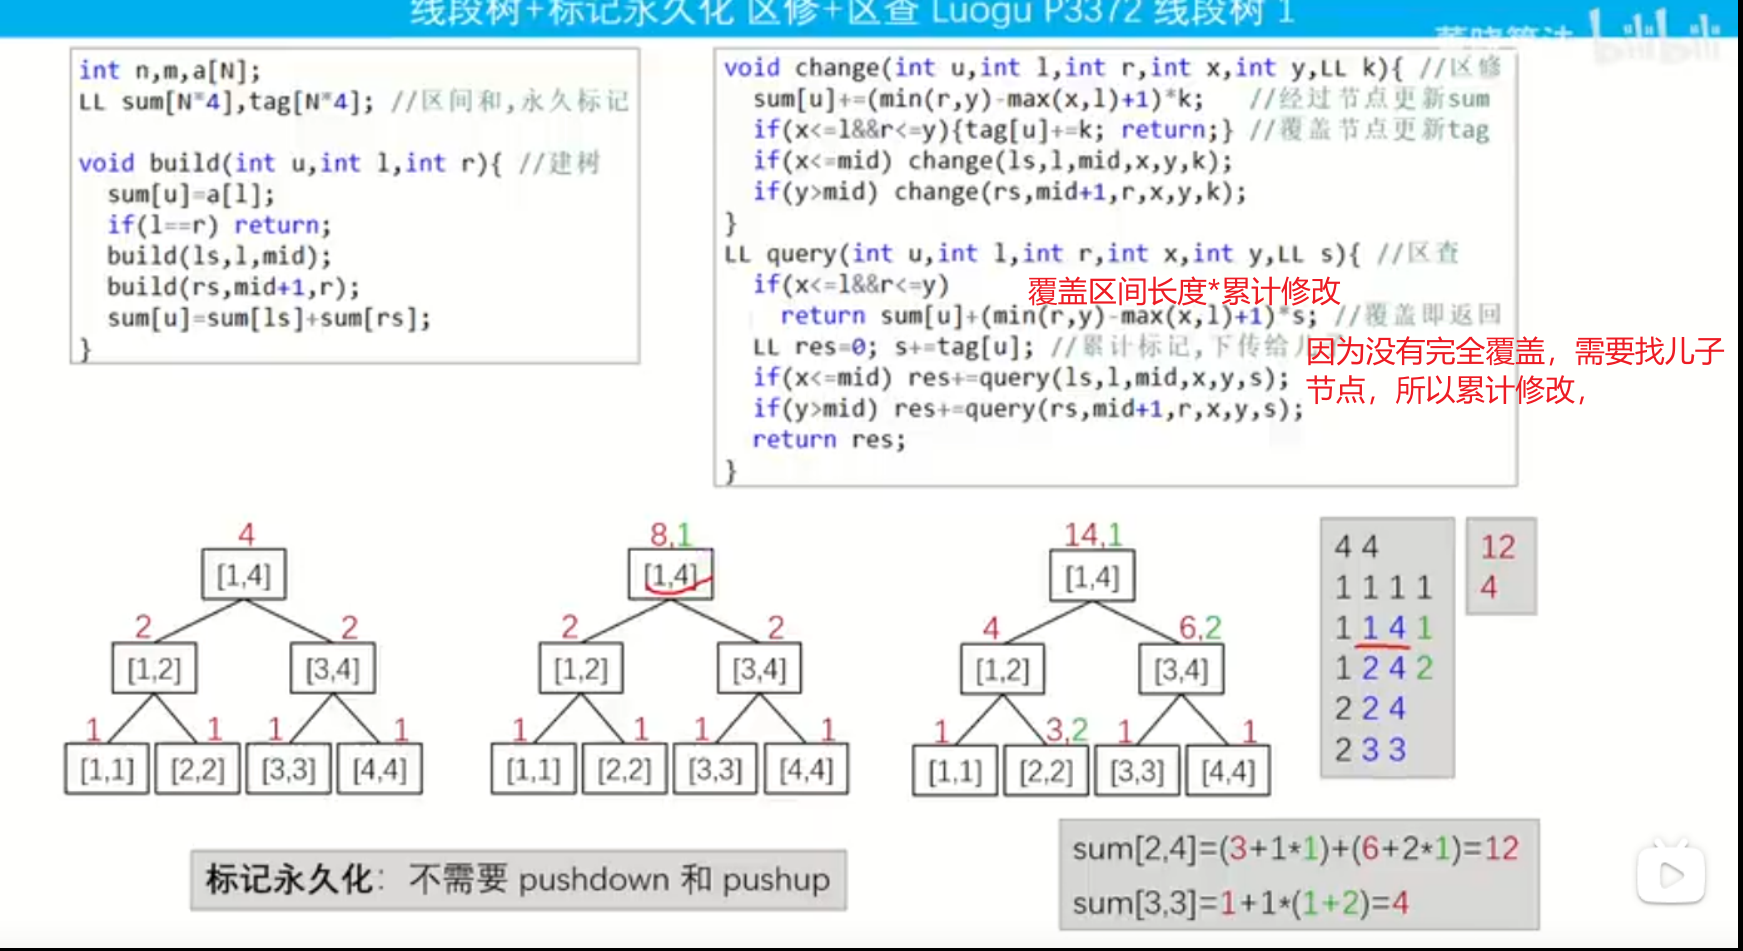 线段树+标记永久化 区修+区查 Luogu P3372 线段树 1
bilibili
int n,m,a[N];
LL sum[N*4],tag[N*4]; //区间和,永久标记
void build(int u,int l,int r){ //建树
sum[u]=a[l];
if(l==r) return;
build(ls,l,mid);
build(rs,mid+1,r);
sum[u]=sum[ls]+sum[rs];
}
void change(int u,int l,int r,int x,int y,LL k){ //区修
sum[u]+=(min(r,y)-max(x,l)+1)*k; //经过节点更新sum
if(x<=l&&r<=y){tag[u]+=k; return;} //覆盖节点更新tag
if(x<=mid) change(ls,l,mid,x,y,k);
if(y>mid) change(rs,mid+1,r,x,y,k);
}
LL query(int u,int l,int r,int x,int y,LL s){ //区查
if(x<=l&&r<=y)
覆盖区间长度*累计修改
return sum[u]+(min(r,y)-max(x,l)+1)*s; //覆盖即返回
LL res=0; s+=tag[u]; //累计标记,下传给儿
因为没有完全覆盖，需要找儿子
节点，所以累计修改，
if(x<=mid) res+=query(ls,l,mid,x,y,s);
if(y>mid) res+=query(rs,mid+1,r,x,y,s);
return res;
}
4
[1,4]
2 2
[1,2] [3,4]
1 1 1 1
[1,1] [2,2] [3,3] [4,4]
8,1
[1,4]
2 2
[1,2] [3,4]
1 1 1 1
[1,1] [2,2] [3,3] [4,4]
14,1
[1,4]
4 6,2
[1,2] [3,4]
1 3,2 1 1
[1,1] [2,2] [3,3] [4,4]
4 4
1 1 1 1
1 1 4 1
1 2 4 2
2 2 4
2 3 3
12
4
标记永久化：不需要 pushdown 和 pushup
sum[2,4]=(3+1*1)+(6+2*1)=12
sum[3,3]=1+1*(1+2)=4